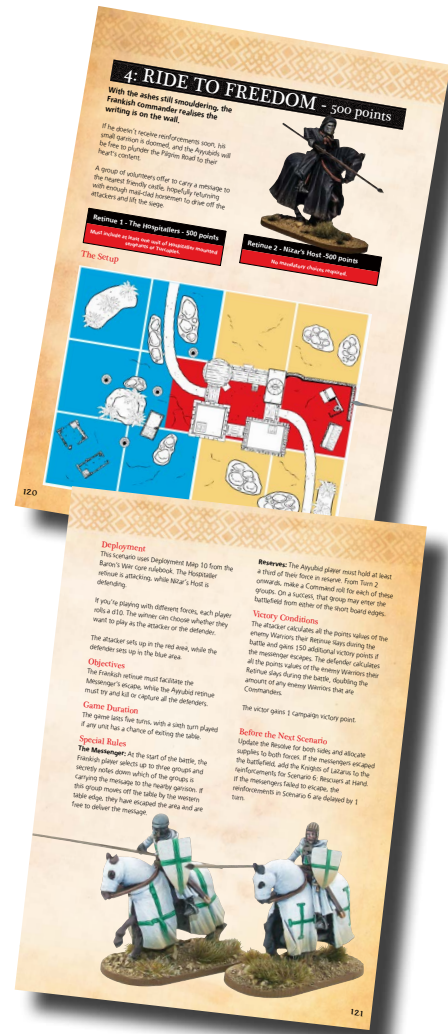 4: RIDE TO FREEDOM - 500 points
With the ashes still smouldering, the
Frankish commander realises the
writing is on the wall.
If he doesn't receive reinforcements soon, his
small garrison is doomed, and the Ayyubids will
be free to plunder the Pilgrim Road to their
heart's content.
A group of volunteers offer to carry a message to
the nearest friendly castle, hopefully returning
with enough mail-clad horsemen to drive off the
attackers and lift the siege.
Retinue 1 - The Hospitallers - 500 points
Must include at least one unit of Hospitaller mounted
sergeants or Turcopoles.
Retinue 2 - Nizar's Host -500 points
No mandatory choices required.
The Setup
120
Deployment
This scenario uses Deployment Map 10 from the
Baron's War core rulebook. The Hospitaller
retinue is attacking, while Nizar's Host is
defending.
If you're playing with different forces, each player
rolls a d10. The winner can choose whether they
want to play as the attacker or the defender.
The attacker sets up in the red area, while the
defender sets up in the blue area.
Objectives
The Frankish retinue must facilitate the
Messenger's escape, while the Ayyubid retinue
must try and kill or capture all the defenders.
Game Duration
The game lasts five turns, with a sixth turn played
if any unit has a chance of exiting the table.
Special Rules
The Messenger: At the start of the battle, the
Frankish player selects up to three groups and
secretly notes down which of the groups is
carrying the message to the nearby garrison. If
this group moves off the table by the western
table edge, they have escaped the area and are
free to deliver the message.
Reserves: The Ayyubid player must hold at least
a third of their force in reserve. From Turn 2
onwards, make a Command roll for each of these
groups. On a success, that group may enter the
battlefield from either of the short board edges.
Victory Conditions
The attacker calculates all the points values of the
enemy Warriors their Retinue slays during the
battle and gains 150 additional victory points if
the messenger escapes. The defender calculates
all the points values of the enemy Warriors their
Retinue slays during the battle, doubling the
amount of any enemy Warriors that are
Commanders.
The victor gains 1 campaign victory point.
Before the Next Scenario
Update the Resolve for both sides and allocate
supplies to both forces. If the messengers escaped
the battlefield, add the Knights of Lazarus to the
reinforcements for Scenario 6: Rescuers at Hand.
If the messengers failed to escape, the
reinforcements in Scenario 6 are delayed by 1
turn.
121